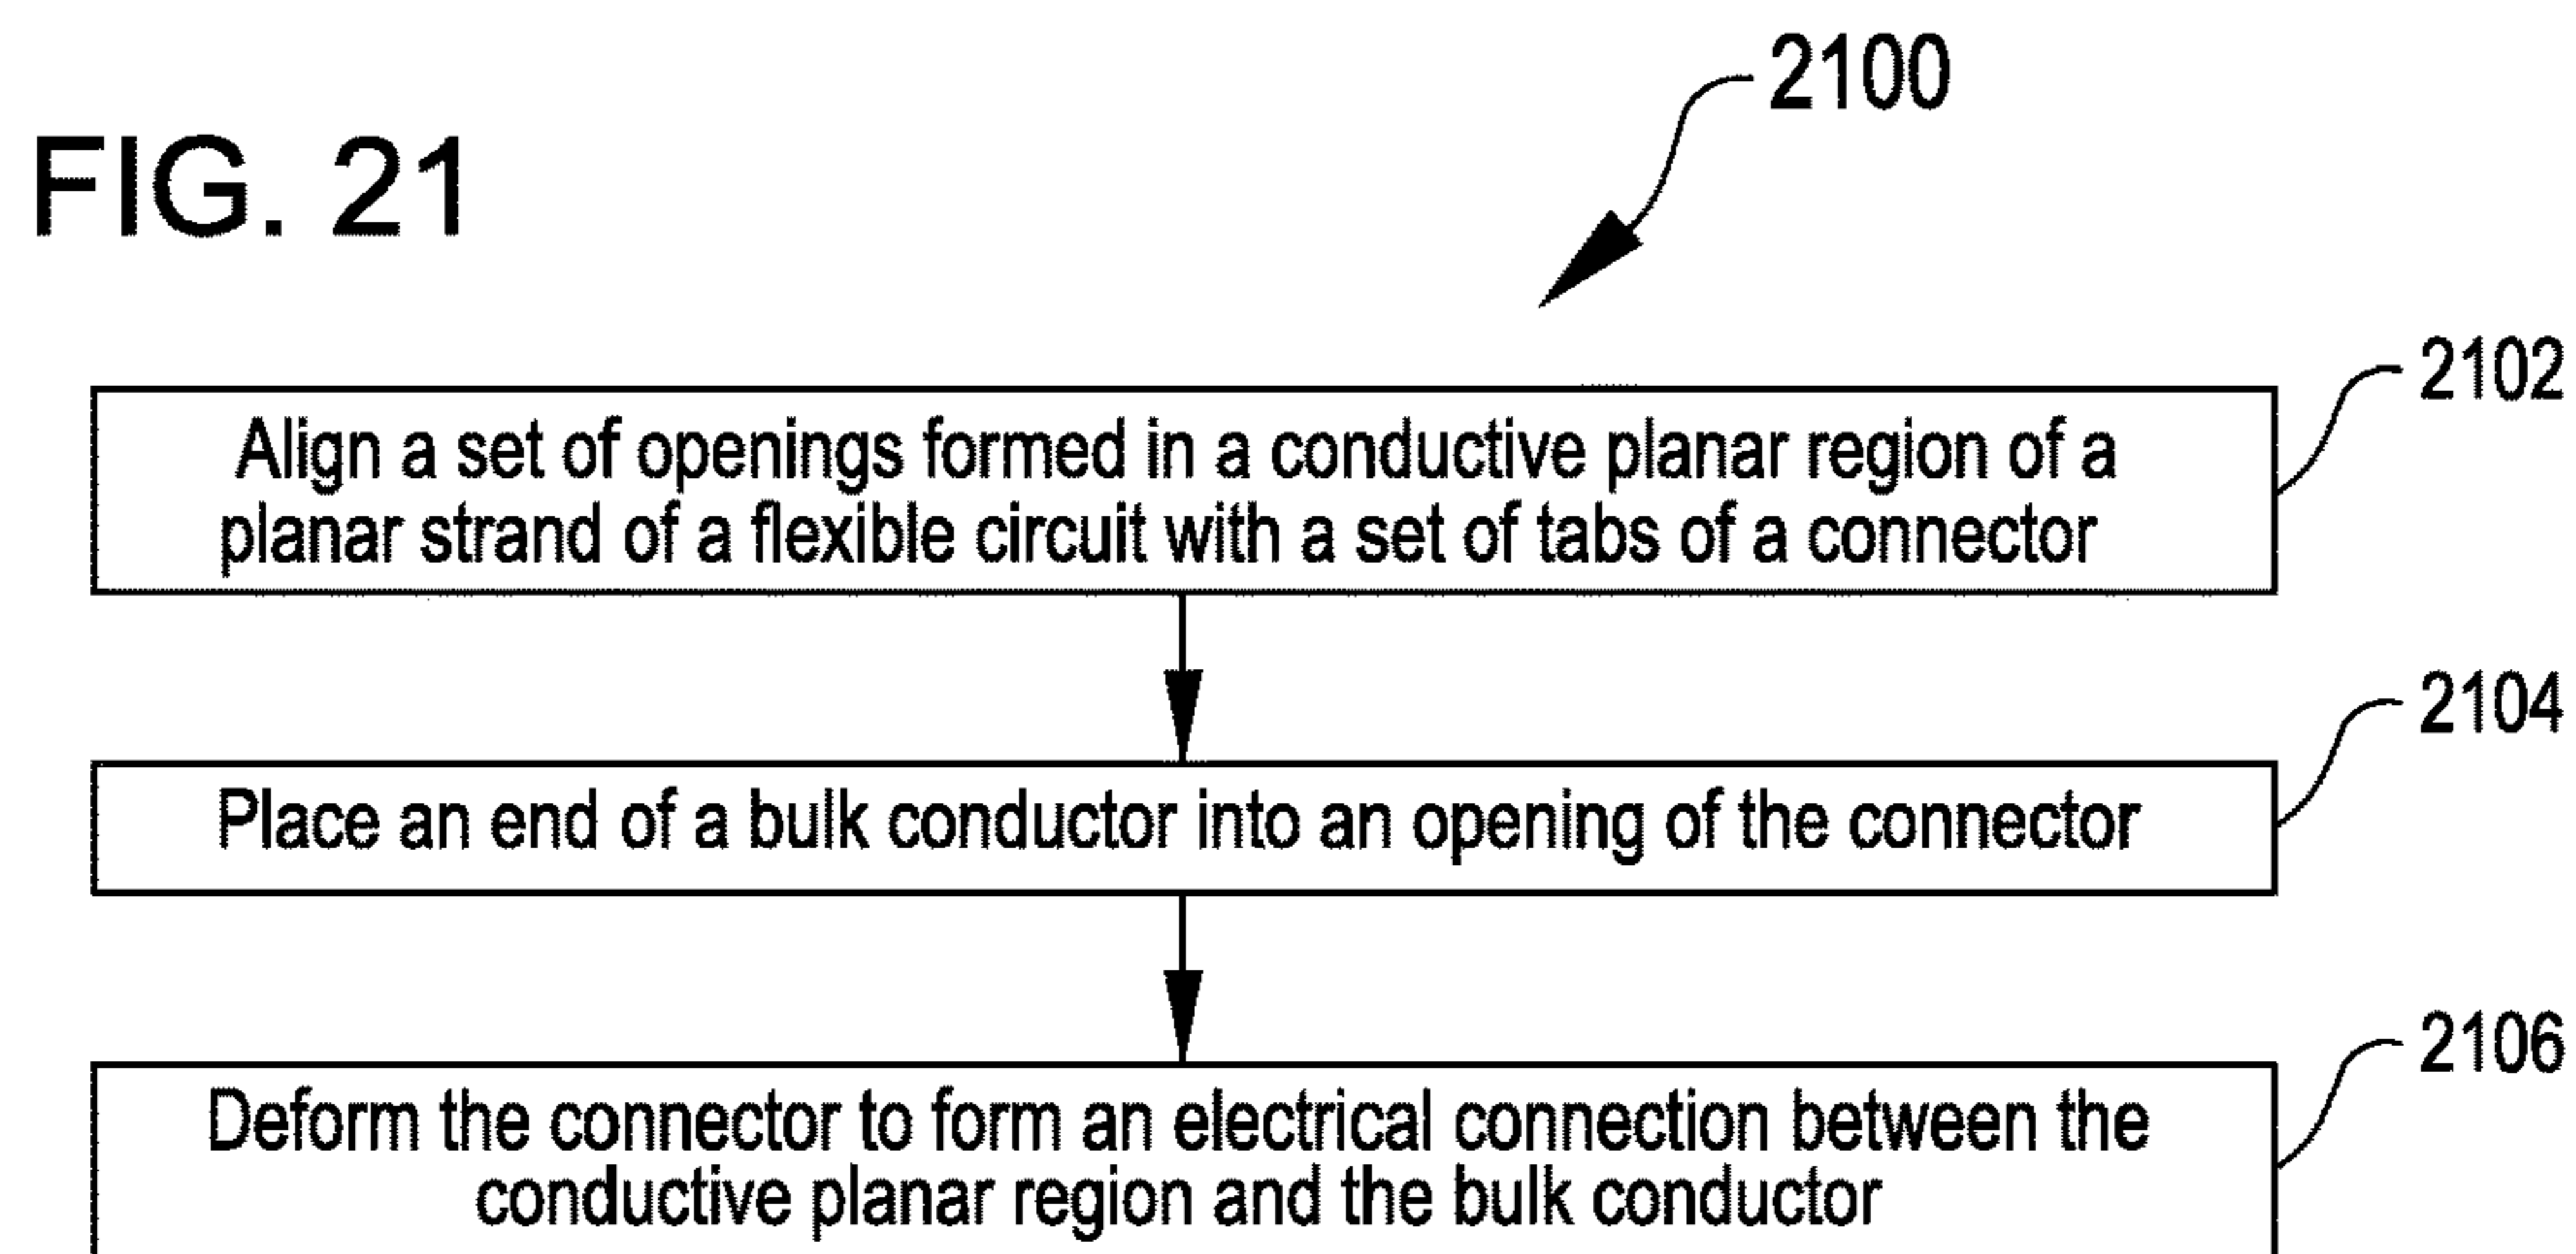 2100
FIG. 21
2102
Align a set of openings formed in a conductive planar region of a
planar strand of a flexible circuit with a set of tabs of a connector
2104
Place an end of a bulk conductor into an opening of the connector
2106
Deform the connector to form an electrical connection between the
conductive planar region and the bulk conductor